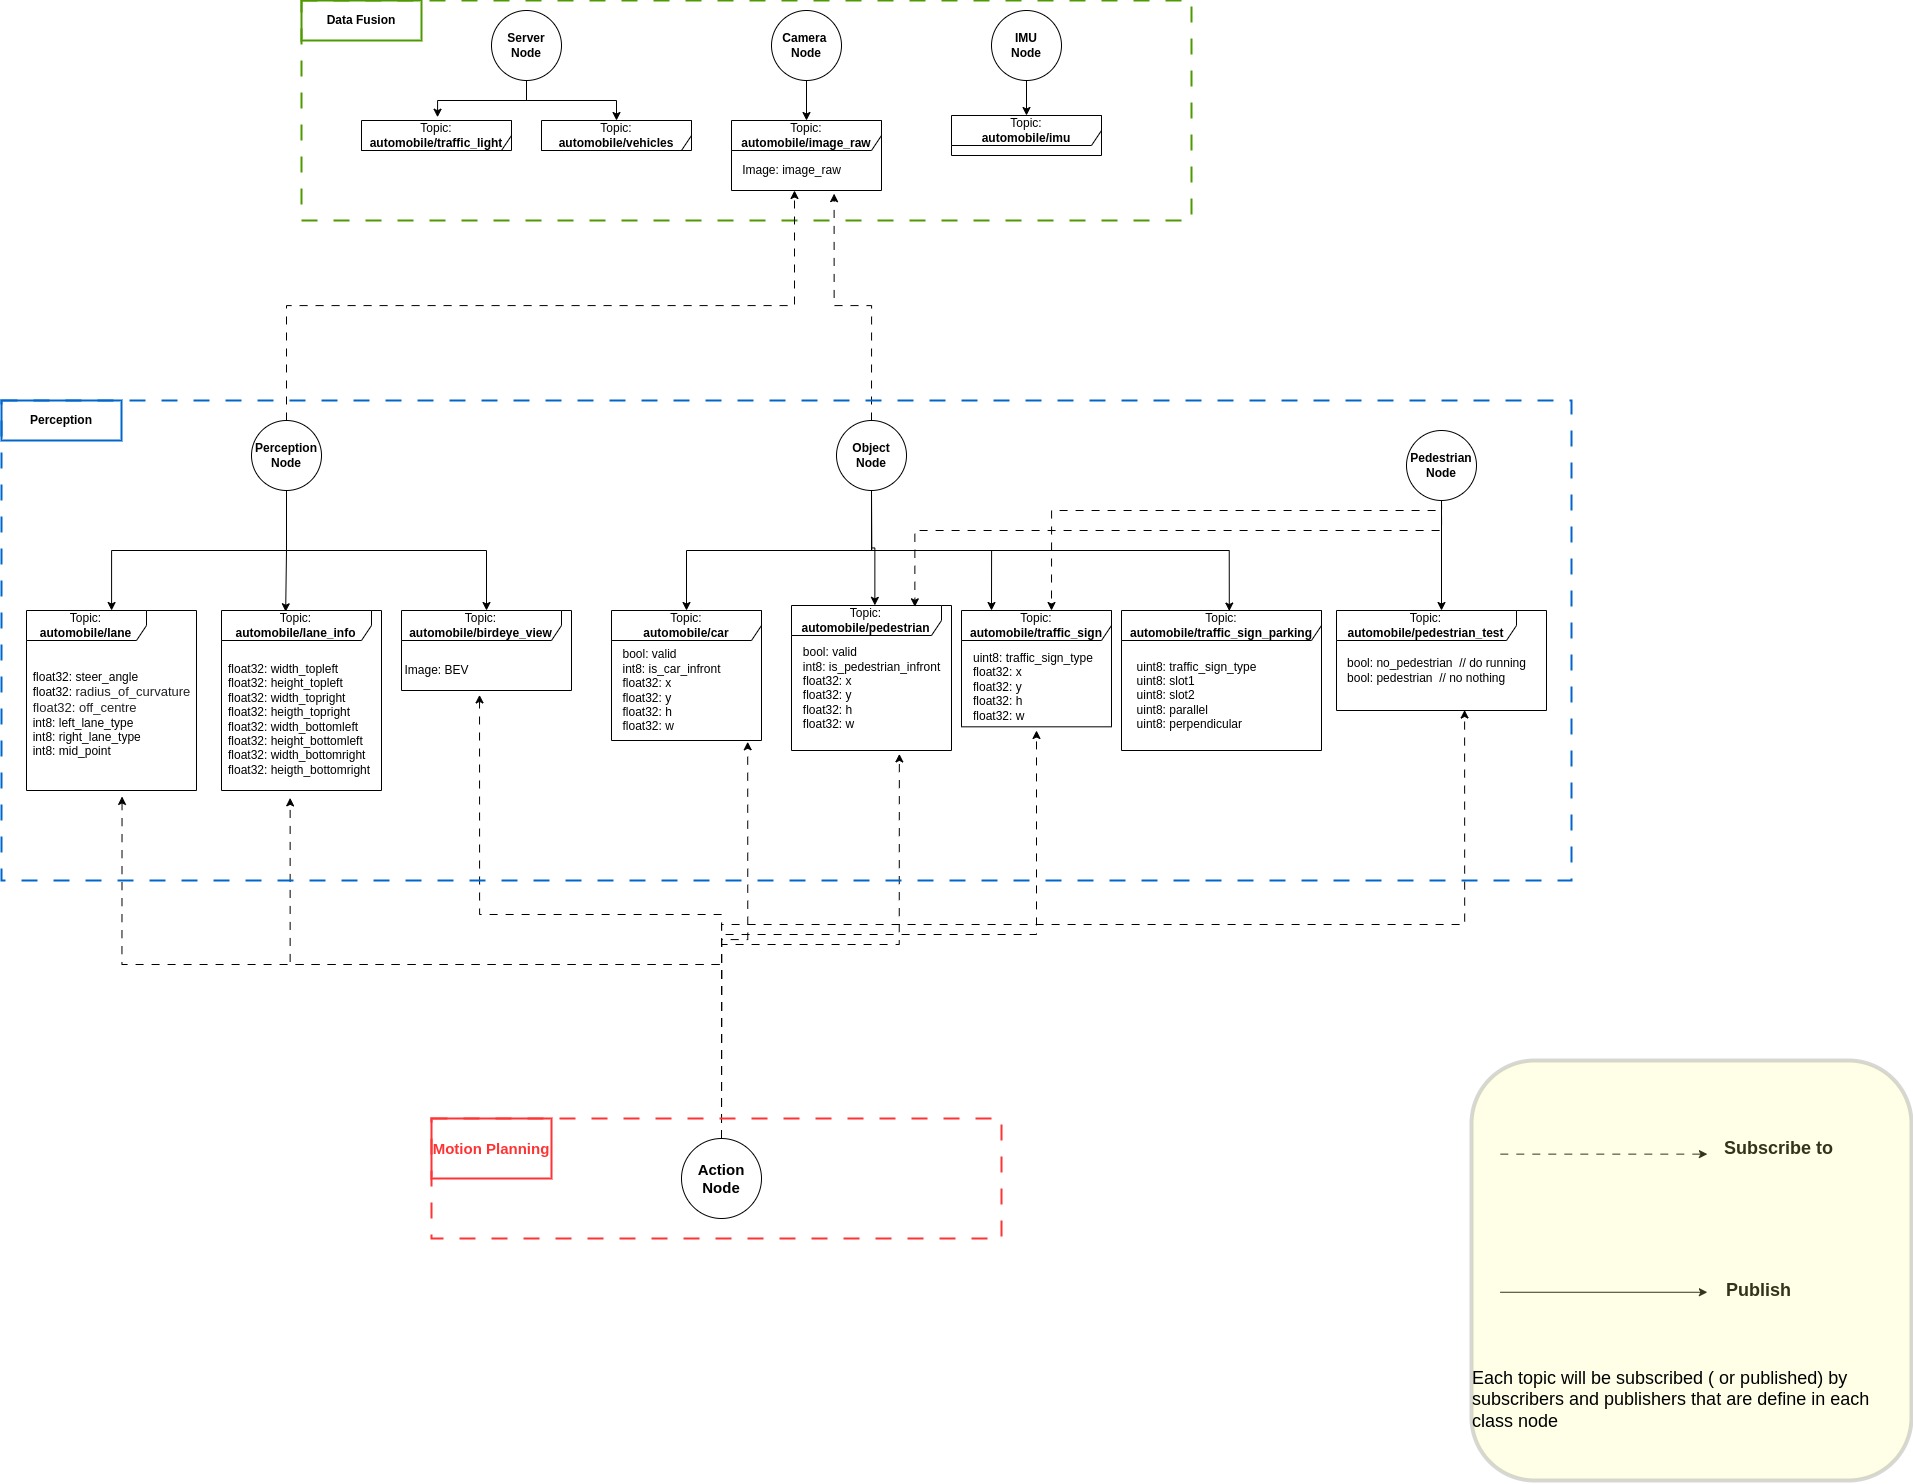 Data Fusion
Server
Node
Camera
Node
IMU
Node
Topic:
automobile/traffic_light
Topic:
automobile/vehicles
Topic:
automobile/image_raw
Image: image_raw
Topic:
automobile/imu
Perception
Perception
Node
Object
Node
Pedestrian
Node
Topic:
automobile/lane
float32: steer_angle
float32: radius_of_curvature
float32: off_centre
int8: left_lane_type
int8: right_lane_type
int8: mid_point
Topic:
automobile/lane_info
float32: width_topleft
float32: height_topleft
float32: width_topright
float32: heigth_topright
float32: width_bottomleft
float32: height_bottomleft
float32: width_bottomright
float32: heigth_bottomright
Topic:
automobile/birdeye_view
Image: BEV
Topic:
automobile/car
bool: valid
int8: is_car_infront
float32: x
float32: y
float32: h
float32: w
Topic:
automobile/pedestrian
bool: valid
int8: is_pedestrian_infront
float32: x
float32: y
float32: h
float32: w
Topic:
automobile/traffic_sign
uint8: traffic_sign_type
float32: x
float32: y
float32: h
float32: w
Topic:
automobile/traffic_sign_parking
uint8: traffic_sign_type
uint8: slot1
uint8: slot2
uint8: parallel
uint8: perpendicular
Topic:
automobile/pedestrian_test
bool: no_pedestrian  // do running
bool: pedestrian  // no nothing
Motion Planning
Action
Node
Subscribe to
Publish
Each topic will be subscribed ( or published) by
subscribers and publishers that are define in each
class node